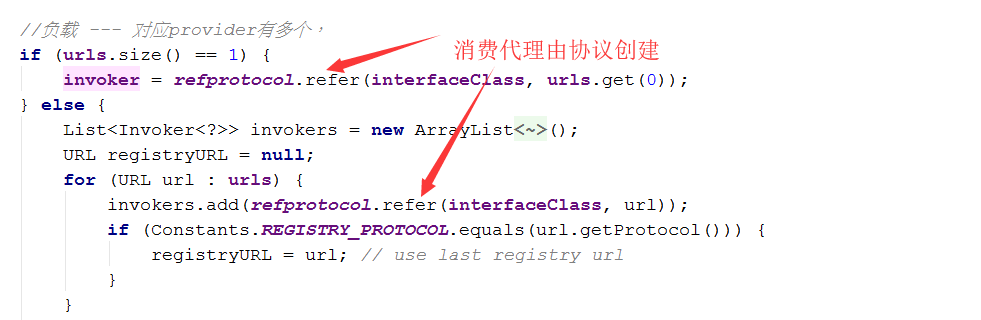 //负载 --- 对应provider有多个，
if (urls.size() == 1) {
消费代理由协议创建
invoker = refprotocol.refer(interfaceClass, urls.get(0));
} else {
List<Invoker<?>> invokers = new ArrayList<~>();
URL registryURL = null;
for (URL url : urls) {
invokers.add(refprotocol.refer(interfaceClass, url));
if (Constants.REGISTRY_PROTOCOL.equals(url.getProtocol())) {
registryURL = url; // use last registry url
}
}